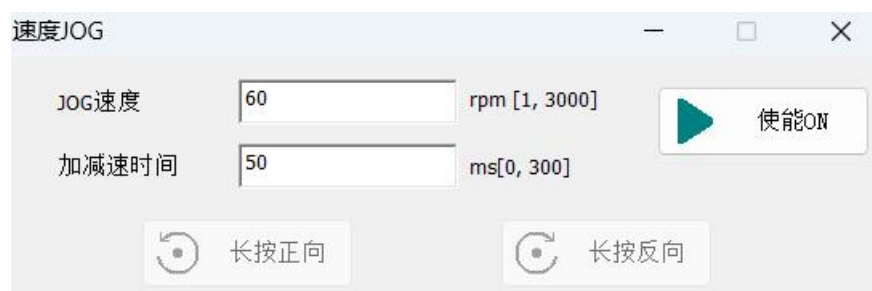 速度JOG
JOG速度 60 rpm [1, 3000]
使能ON
加减速时间 50 ms[0, 300]
长按正向 长按反向